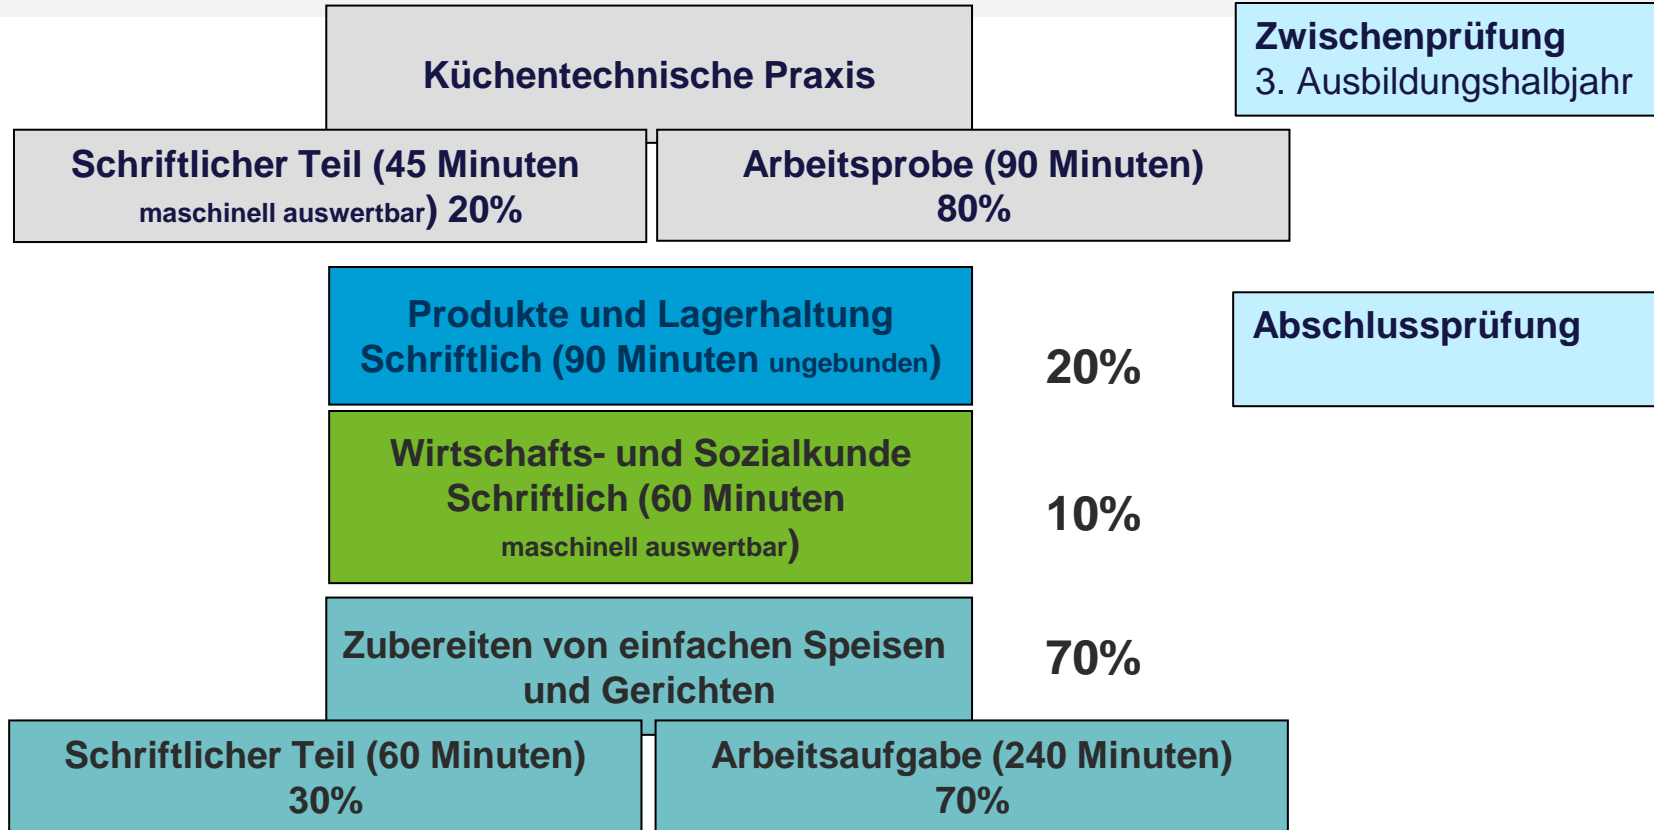 Küchentechnische Praxis
Zwischenprüfung
3. Ausbildungshalbjahr
Schriftlicher Teil (45 Minuten
maschinell auswertbar) 20%
Arbeitsprobe (90 Minuten)
80%
Produkte und Lagerhaltung
Schriftlich (90 Minuten ungebunden)
20%
Abschlussprüfung
Wirtschafts- und Sozialkunde
Schriftlich (60 Minuten
maschinell auswertbar)
10%
Zubereiten von einfachen Speisen
und Gerichten
70%
Schriftlicher Teil (60 Minuten)
30%
Arbeitsaufgabe (240 Minuten)
70%